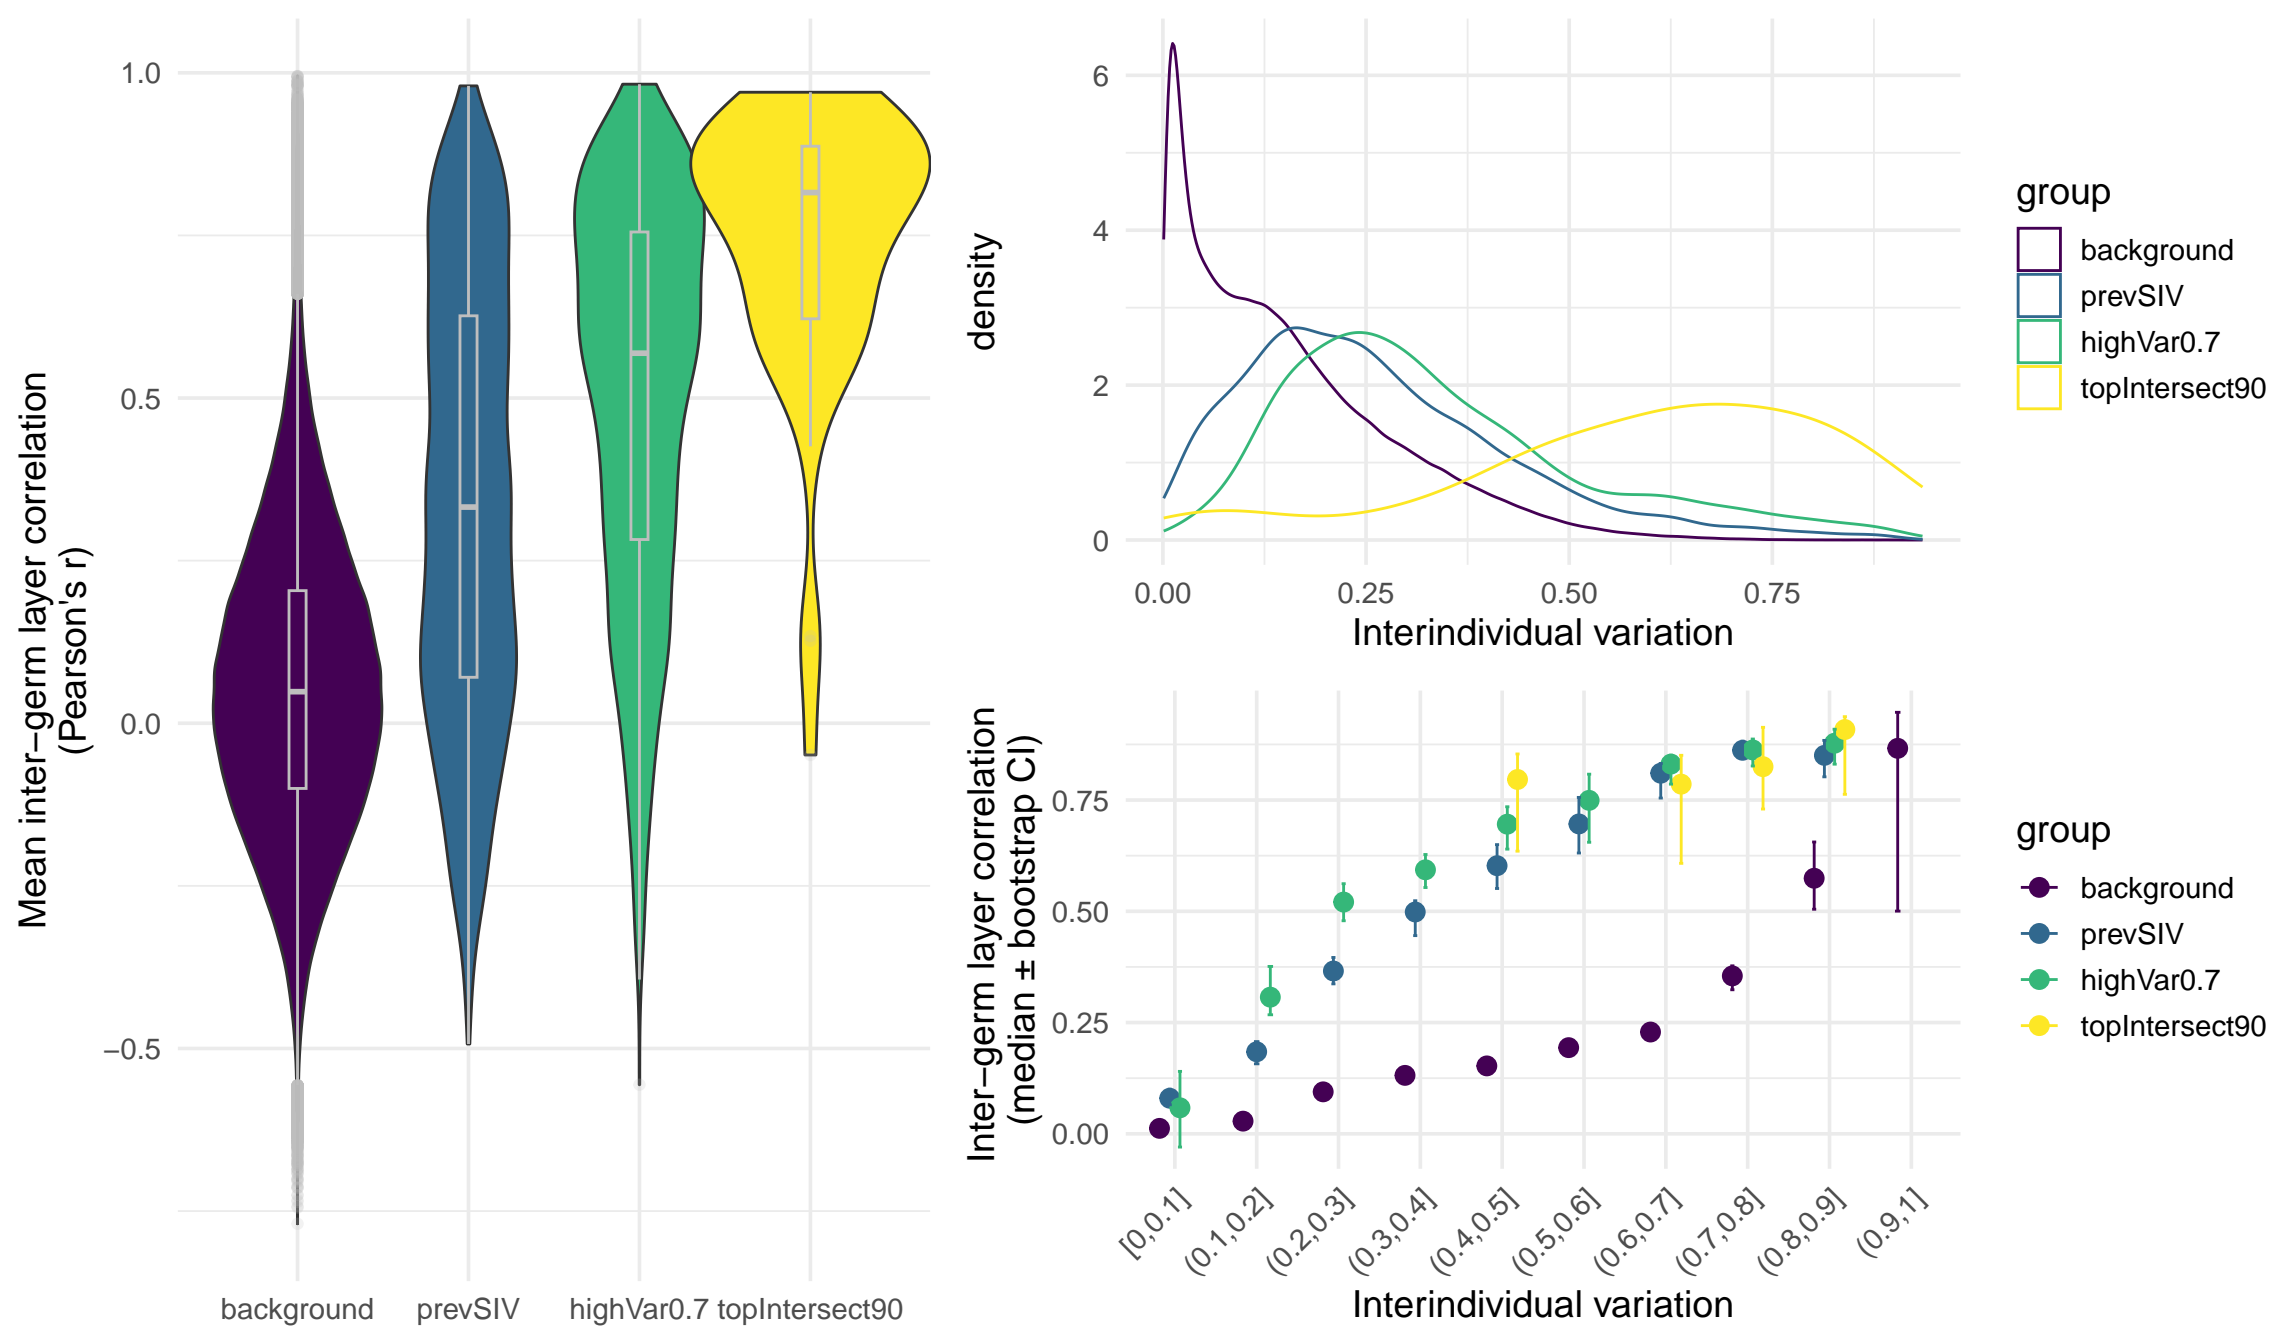 Mean inter−germ layer correlation
(Pearson's r)
1.0
0.5
0.0
−0.5
background
prevSIV
highVar0.7
topIntersect90
density
6
4
2
0
0.00
0.25
0.50
0.75
Interindividual variation
group
background
prevSIV
highVar0.7
topIntersect90
Inter−germ layer correlation
(median ± bootstrap CI)
0.75
0.50
0.25
0.00
[0,0.1]
(0.1,0.2]
(0.2,0.3]
(0.3,0.4]
(0.4,0.5]
(0.5,0.6]
(0.6,0.7]
(0.7,0.8]
(0.8,0.9]
(0.9,1]
Interindividual variation
group
background
prevSIV
highVar0.7
topIntersect90